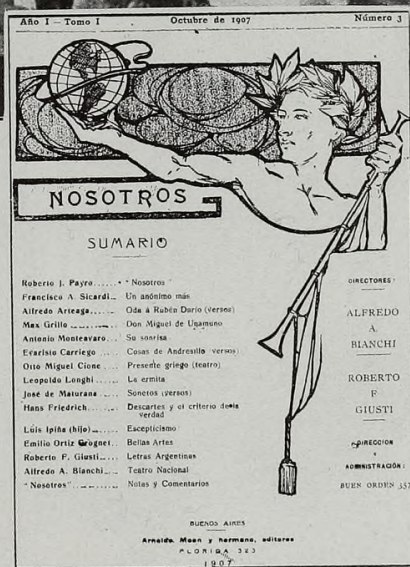 Año I — Tomo I Octubre de 1907 Número 3
NOSOTROS
SUMARIO
Roberto J. Payro...... "Nosotros"
Francisco A. Sicardi... Un anónimo más
Alfredo Arteaga...... Oda á Rubén Darío (versos)
Max Grillo ........... Don Miguel de Unamuno
Antonio Monteavaro... Su sonrisa
Evaristo Carriego .... Cosas de Andresillo versos)
Otto Miguel Cione .... Presente griego (teatro)
Leopoldo Longhi ...... La ermita
José de Maturana .... Sonetos (versos)
Hans Friedrich....... Descartes y el criterio de la
verdad
Luis Ipiña (hijo)...... Escepticismo
Emilio Ortiz Grognet.. Bellas Artes
Roberto F. Giusti..... Letras Argentinas
Alfredo A. Bianchi.... Teatro Nacional
"Nosotros"........... Notas y Comentarios
DIRECTORES:
ALFREDO
A.
BIANCHI
ROBERTO
F
GIUSTI
DIRECCION
Y
ADMINISTRACIÓN:
BUEN ORDEN 357
BUENOS AIRES
Arnoldo Moen y hermano, editores
FLORIDA 323
1907